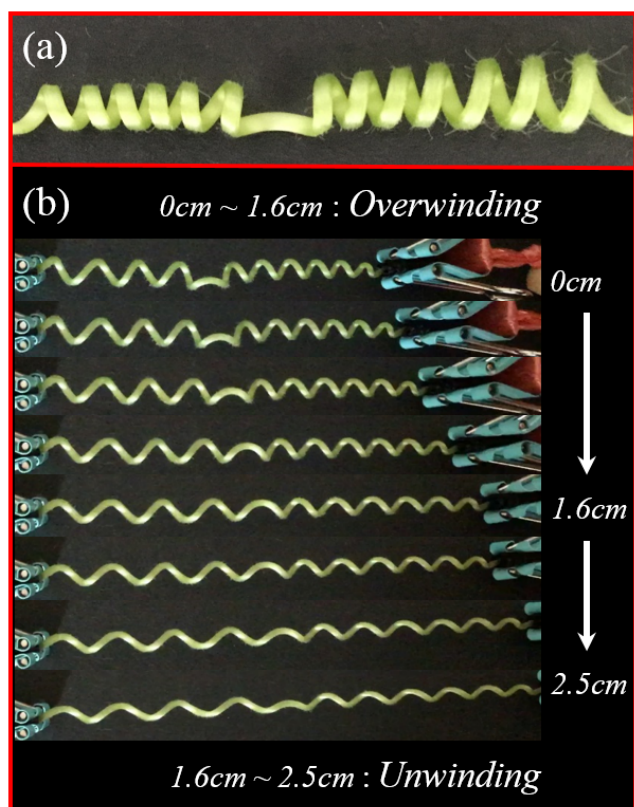 (a)
(b)
0cm ~ 1.6cm : Overwinding
0cm
1.6cm
2.5cm
1.6cm ~ 2.5cm : Unwinding